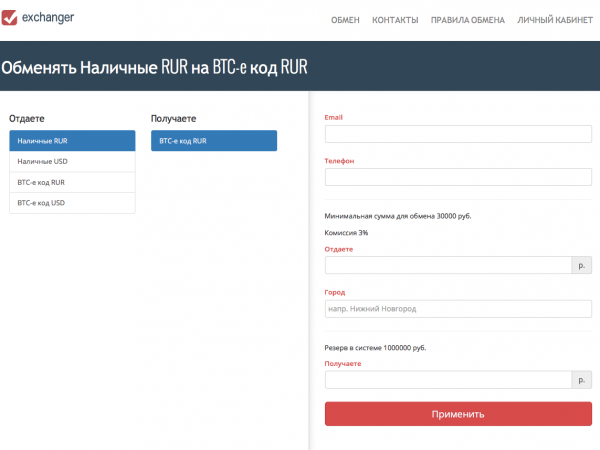 exchanger
ОБМЕН КОНТАКТЫ ПРАВИЛА ОБМЕНА ЛИЧНЫЙ КАБИНЕТ
Обменять Наличные RUR на BTC-e код RUR
Отдаете
Наличные RUR
Наличные USD
BTC-e код RUR
BTC-e код USD
Получаете
BTC-e код RUR
Email
Телефон
Минимальная сумма для обмена 30000 руб.
Комиссия 3%
Отдаете
р.
Город
напр. Нижний Новгород
Резерв в системе 1000000 руб.
Получаете
р.
Применить